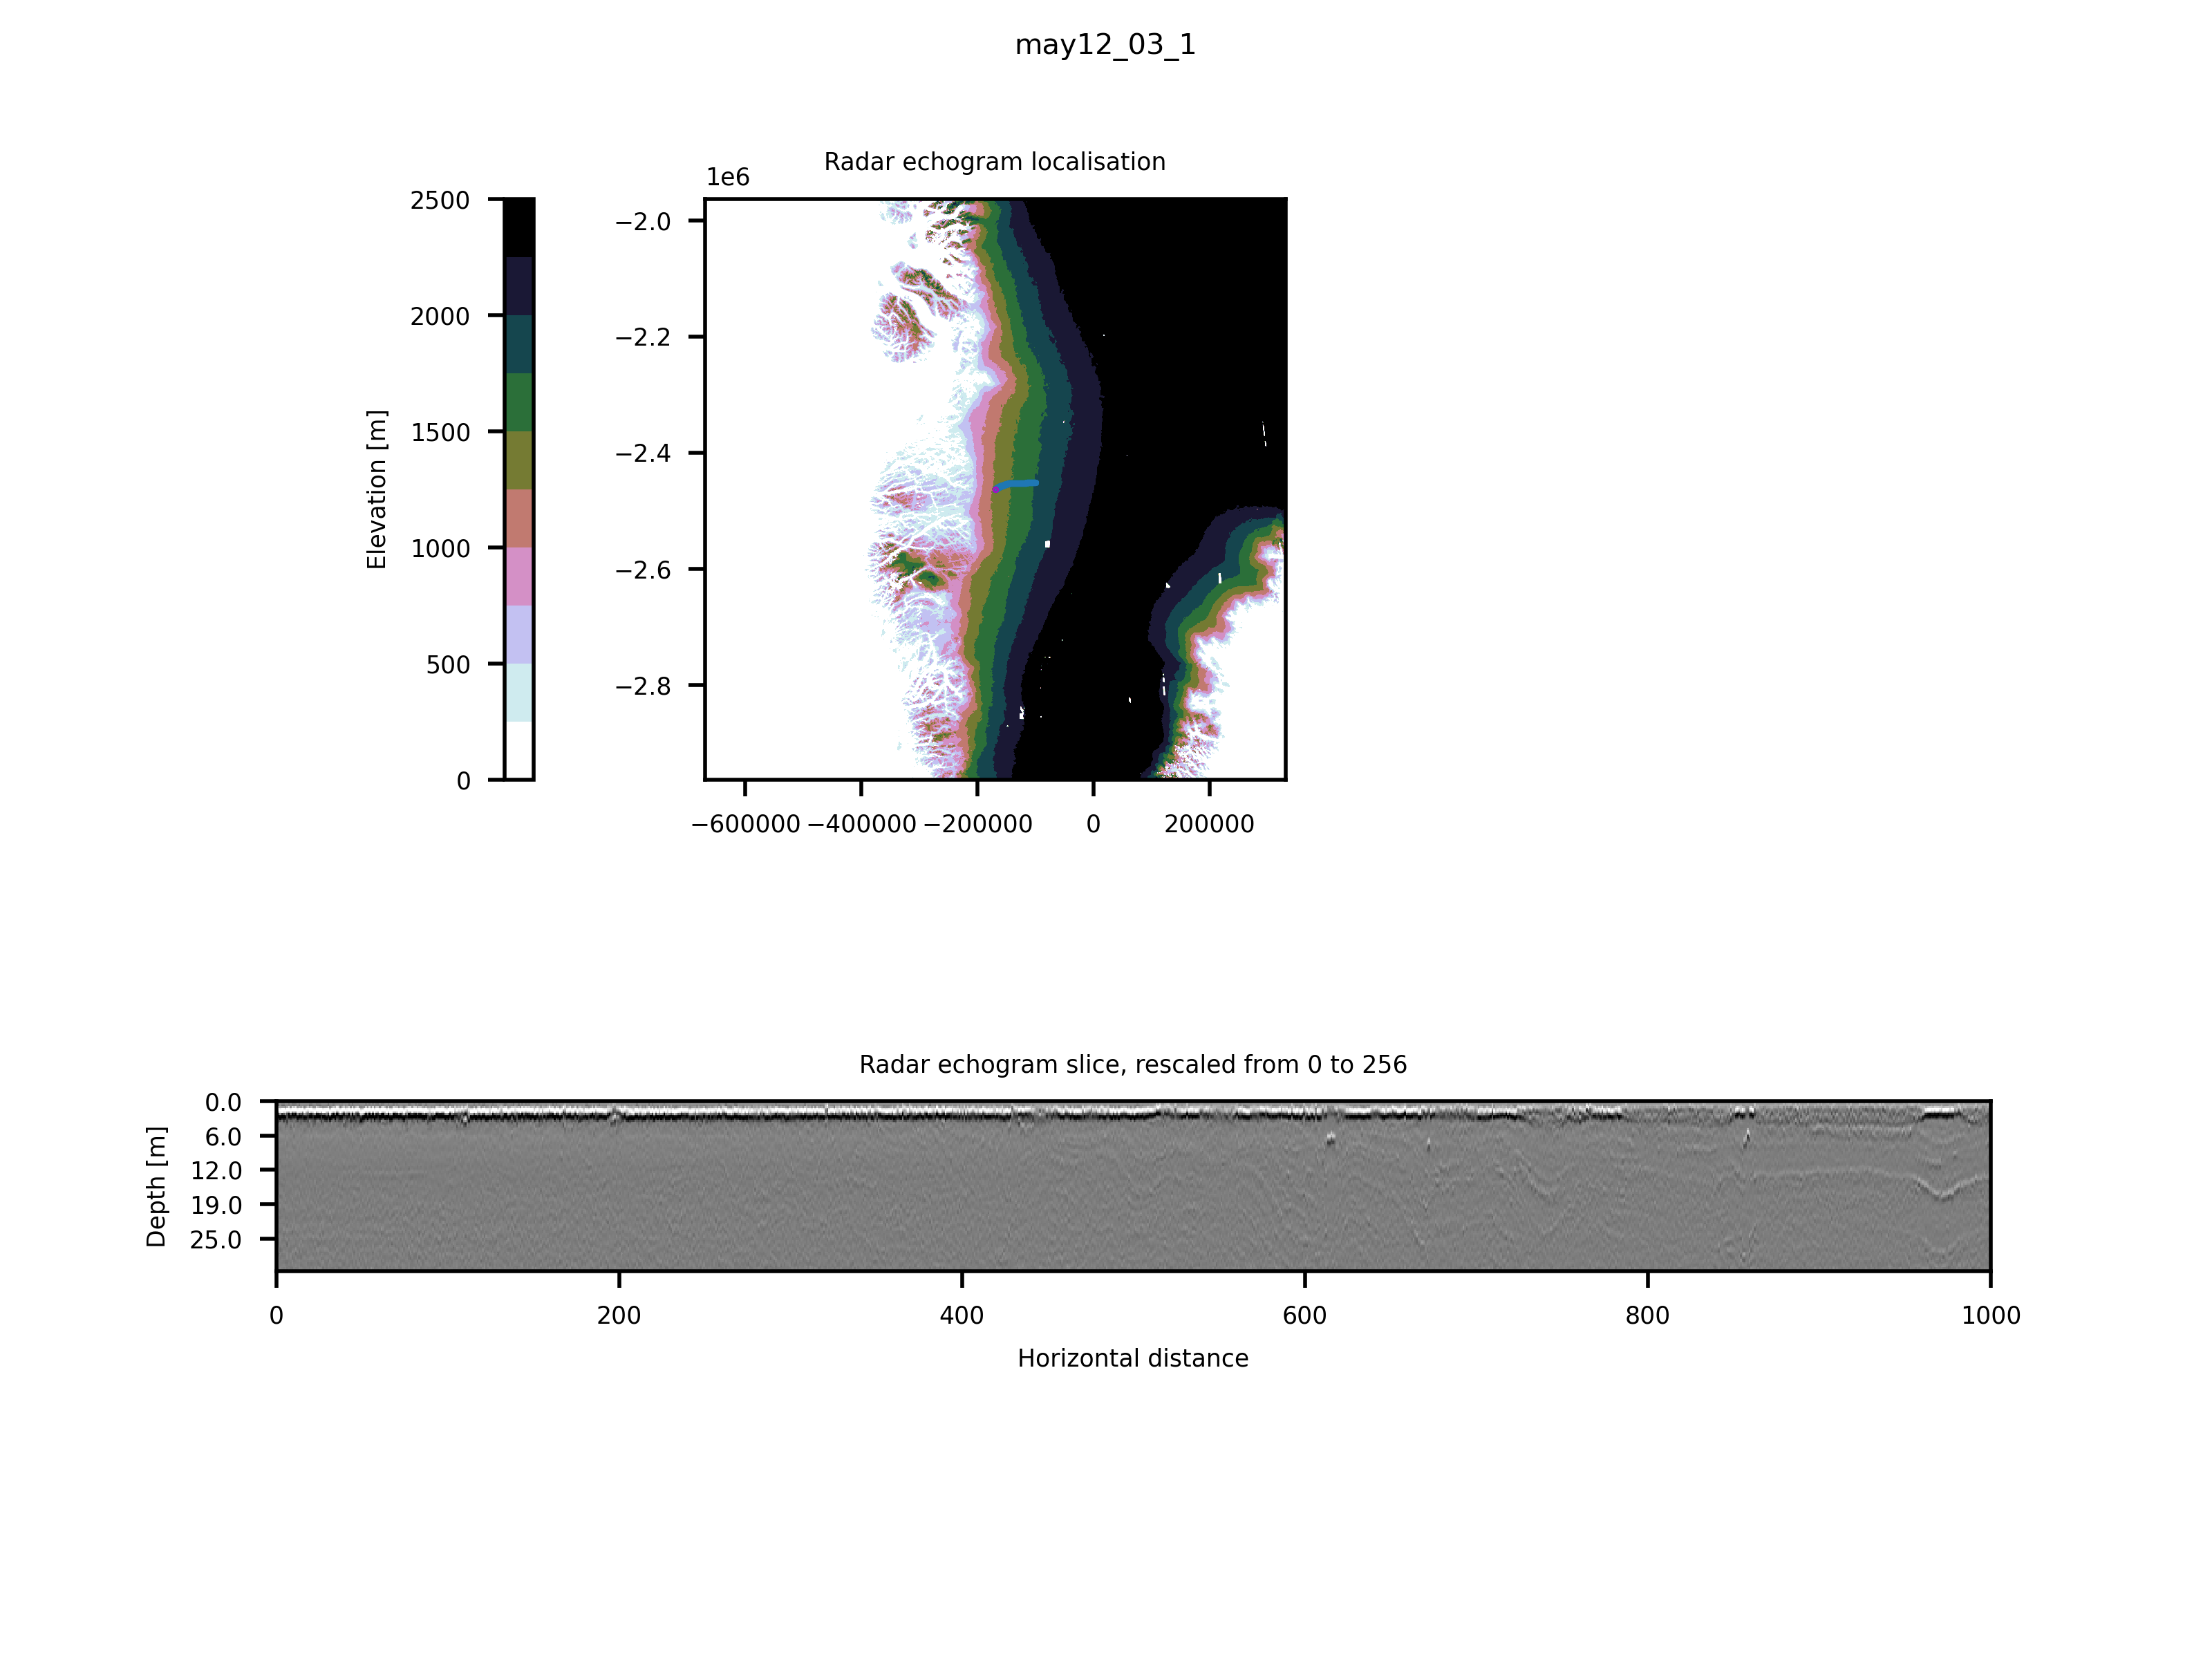 may12_03_1
Radar echogram localisation
1e6
2500
2000
1500
1000
500
0
Elevation [m]
−2.0
−2.2
−2.4
−2.6
−2.8
−600000 −400000 −200000 0 200000
Radar echogram slice, rescaled from 0 to 256
0.0
6.0
12.0
19.0
25.0
Depth [m]
0 200 400 600 800 1000
Horizontal distance